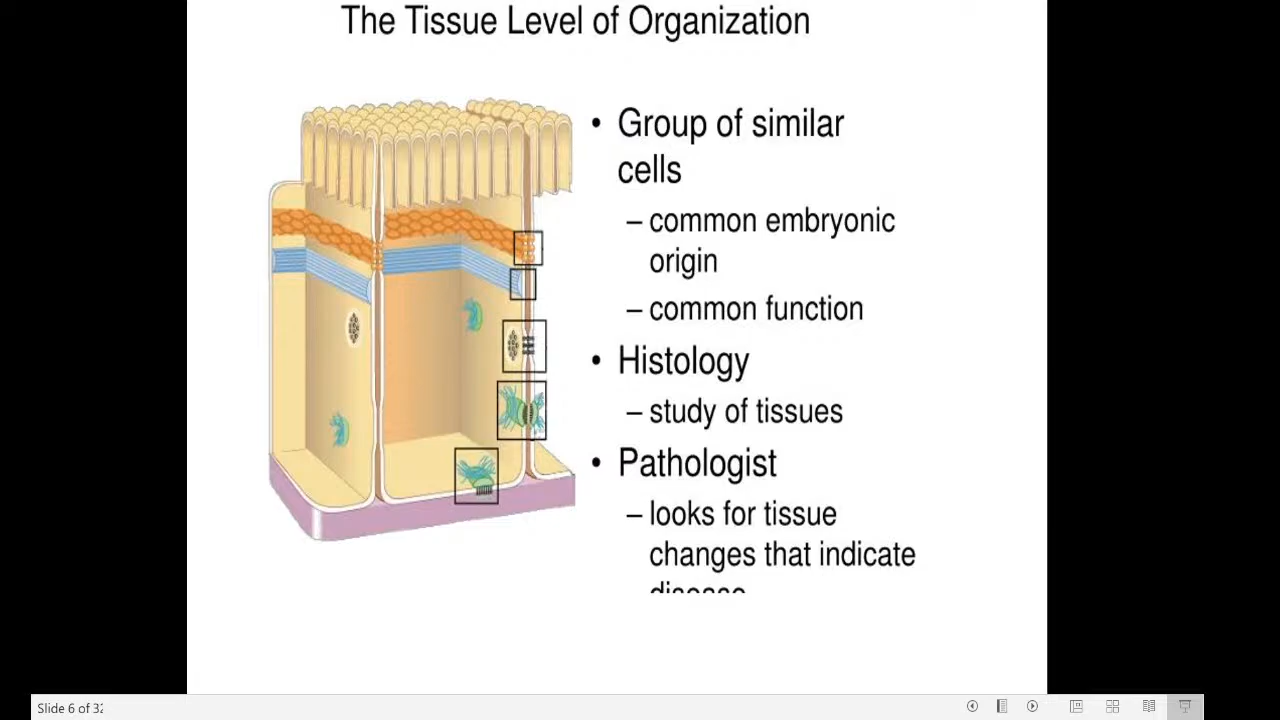 The Tissue Level of Organization
• Group of similar
cells
– common embryonic
origin
– common function
• Histology
– study of tissues
• Pathologist
– looks for tissue
changes that indicate
disease
Slide 6 of 32